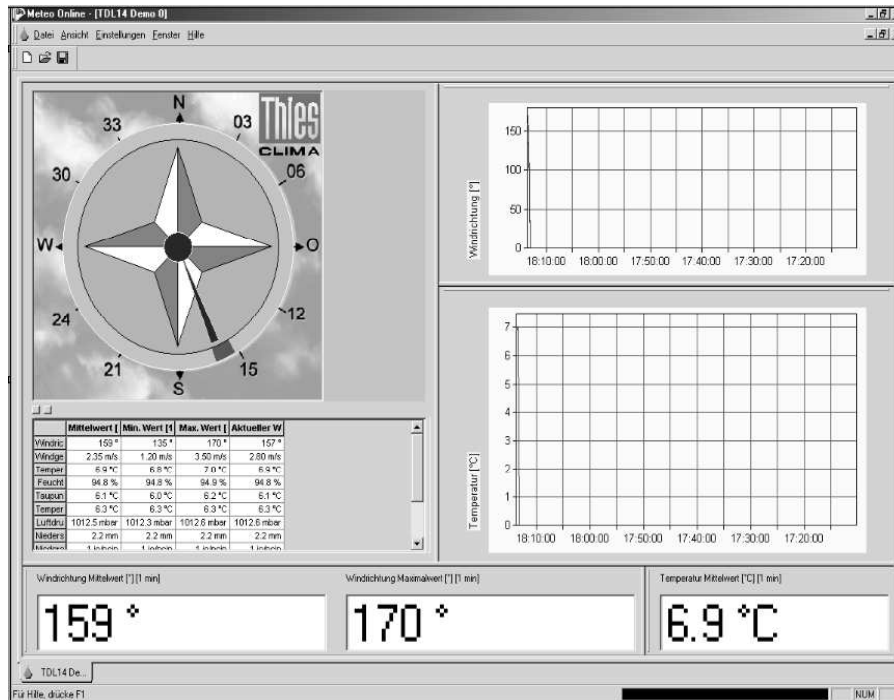 Meteo Online - [TDL14 Demo 0]
Datei Ansicht Einstellungen Fenster Hilfe
N
33
03
30
06
W
O
24
12
21
15
S
Thies
CLIMA
Mittelwert [ Min. Wert [1 Max. Wert [ Aktueller W
Windric 159 ° 135 ° 170 ° 157 °
Windge 2.35 m/s 1.20 m/s 3.50 m/s 2.80 m/s
Temper 6.9 °C 6.8 °C 7.0 °C 6.9 °C
Feucht 94.8 % 94.8 % 94.9 % 94.8 %
Taupun 6.1 °C 6.0 °C 6.2 °C 6.1 °C
Temper 6.3 °C 6.3 °C 6.3 °C 6.3 °C
Luftdru 1012.5 mbar 1012.3 mbar 1012.6 mbar 1012.6 mbar
Nieders 2.2 mm 2.2 mm 2.2 mm 2.2 mm
Windrichtung [°]
150
100
50
0
18:10:00 18:00:00 17:50:00 17:40:00 17:30:00 17:20:00
Temperatur [°C]
7
6
5
4
3
2
1
0
18:10:00 18:00:00 17:50:00 17:40:00 17:30:00 17:20:00
Windrichtung Mittelwert [°] [1 min]
159 °
Windrichtung Maximalwert [°] [1 min]
170 °
Temperatur Mittelwert [°C] [1 min]
6.9 °C
TDL14 De...
Für Hilfe, drücke F1
NUM